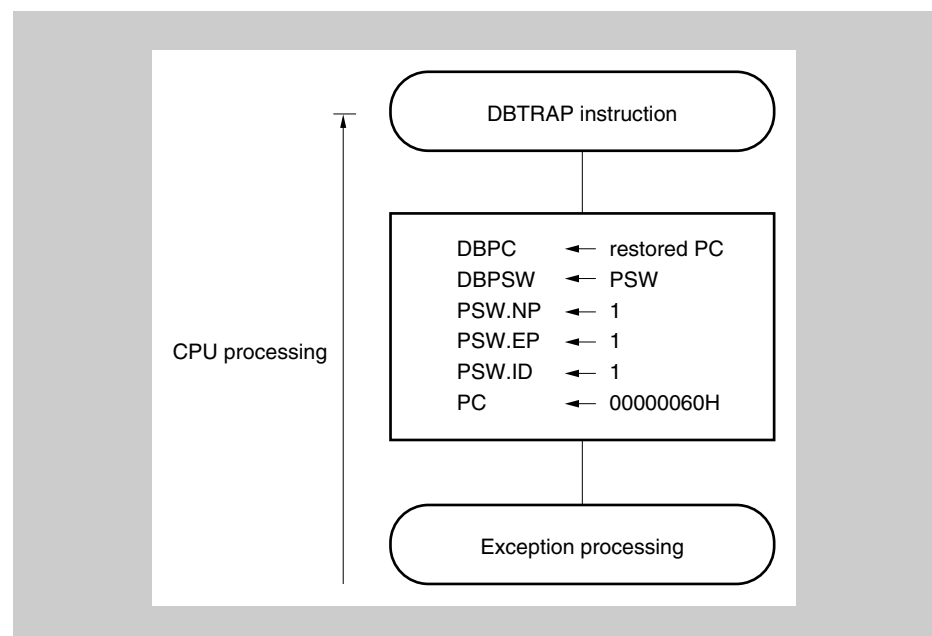 DBTRAP instruction
DBPC ← restored PC
DBPSW ← PSW
PSW.NP ← 1
PSW.EP ← 1
PSW.ID ← 1
PC ← 00000060H
CPU processing
Exception processing